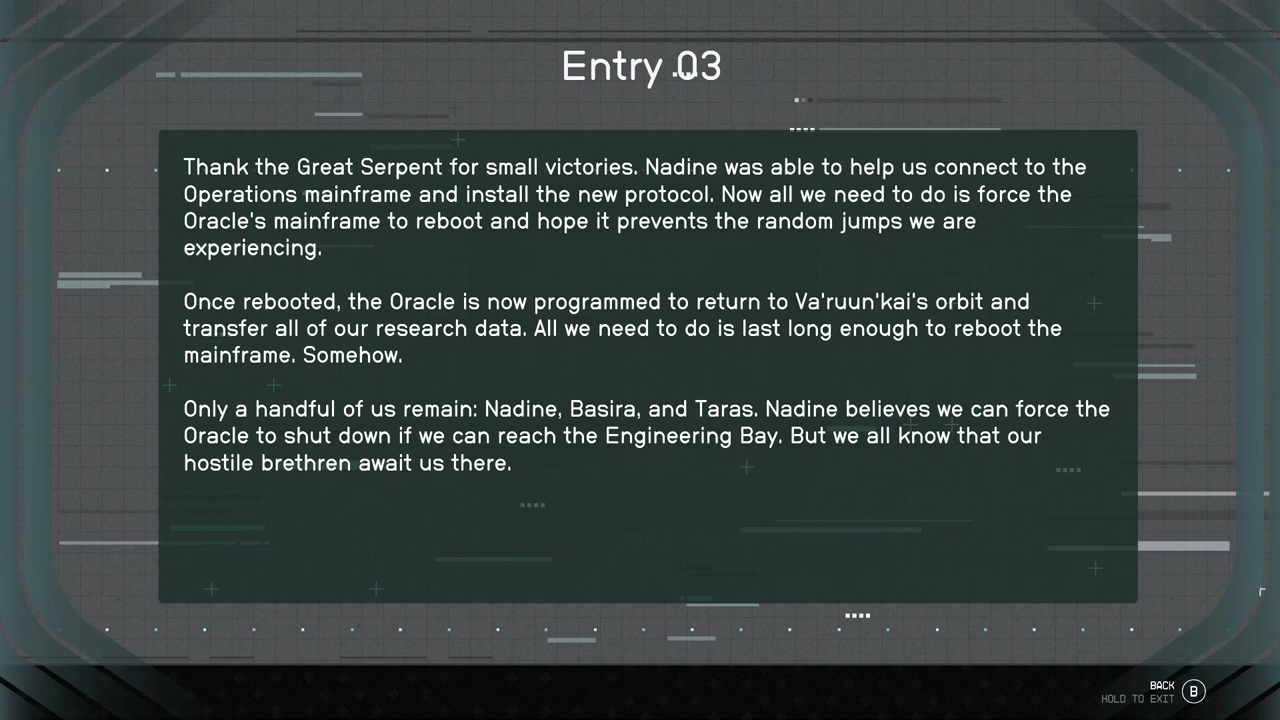 Entry 03
Thank the Great Serpent for small victories. Nadine was able to help us connect to the
Operations mainframe and install the new protocol. Now all we need to do is force the
Oracle's mainframe to reboot and hope it prevents the random jumps we are
experiencing.
Once rebooted, the Oracle is now programmed to return to Va'ruun'kai's orbit and
transfer all of our research data. All we need to do is last long enough to reboot the
mainframe. Somehow.
Only a handful of us remain: Nadine, Basira, and Taras. Nadine believes we can force the
Oracle to shut down if we can reach the Engineering Bay. But we all know that our
hostile brethren await us there.
BACK
HOLD TO EXIT
B